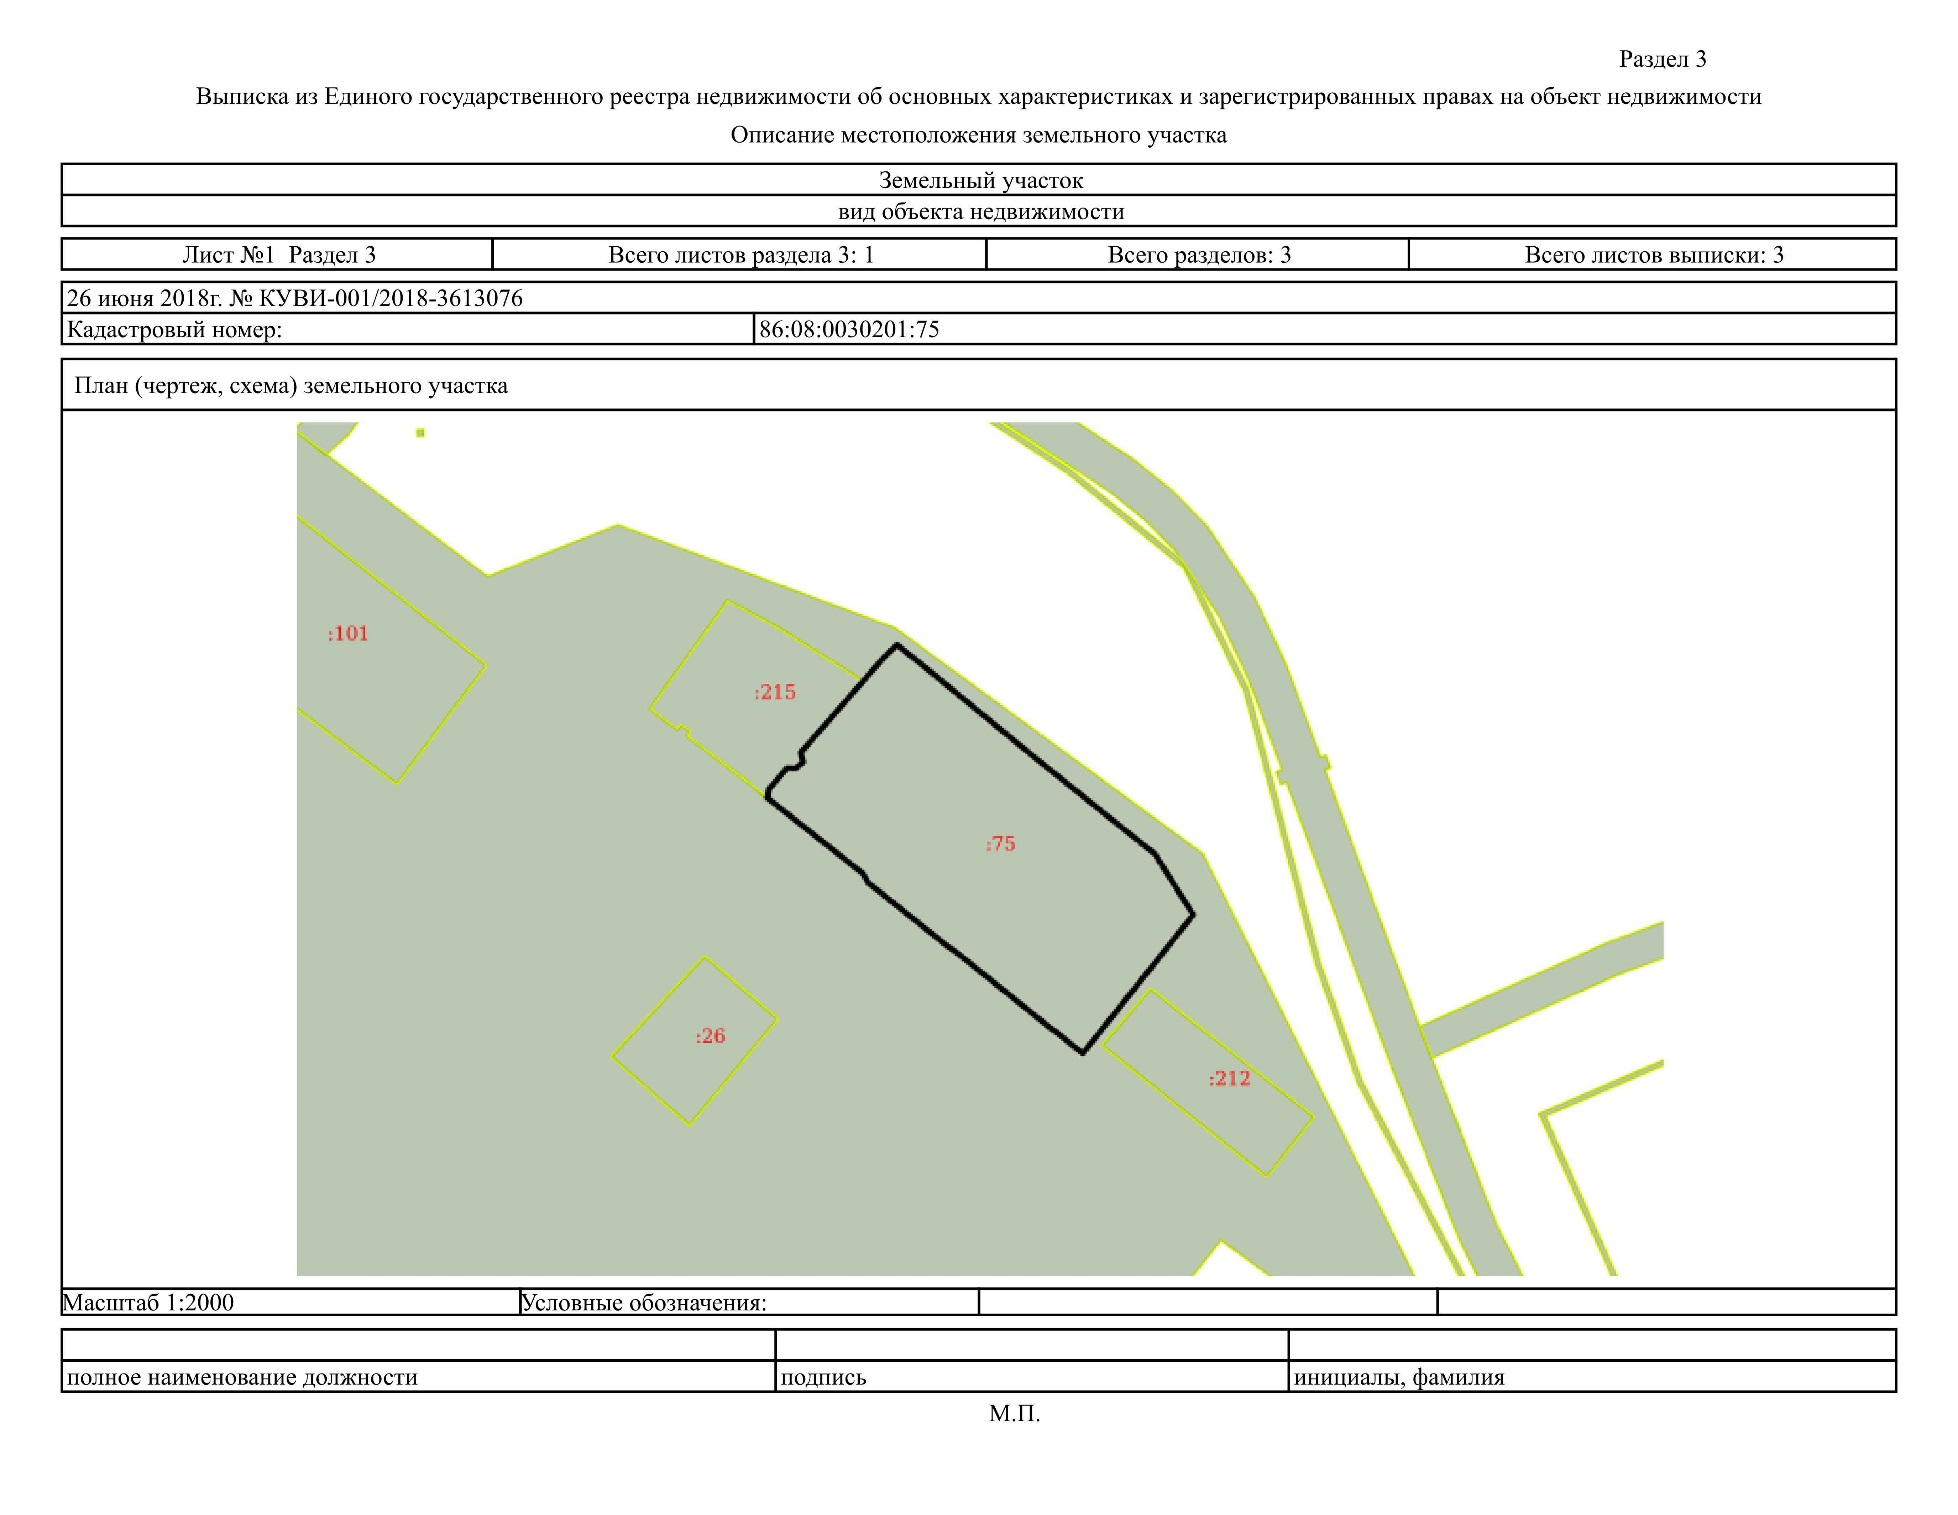 Раздел 3
Выписка из Единого государственного реестра недвижимости об основных характеристиках и зарегистрированных правах на объект недвижимости
Описание местоположения земельного участка
Земельный участок
вид объекта недвижимости
Лист №1 Раздел 3 Всего листов раздела 3: 1 Всего разделов: 3 Всего листов выписки: 3
26 июня 2018г. № КУВИ-001/2018-3613076
Кадастровый номер: 86:08:0030201:75
План (чертеж, схема) земельного участка
:101
:215
:75
:26
:212
Масштаб 1:2000 Условные обозначения:
полное наименование должности подпись инициалы, фамилия
М.П.